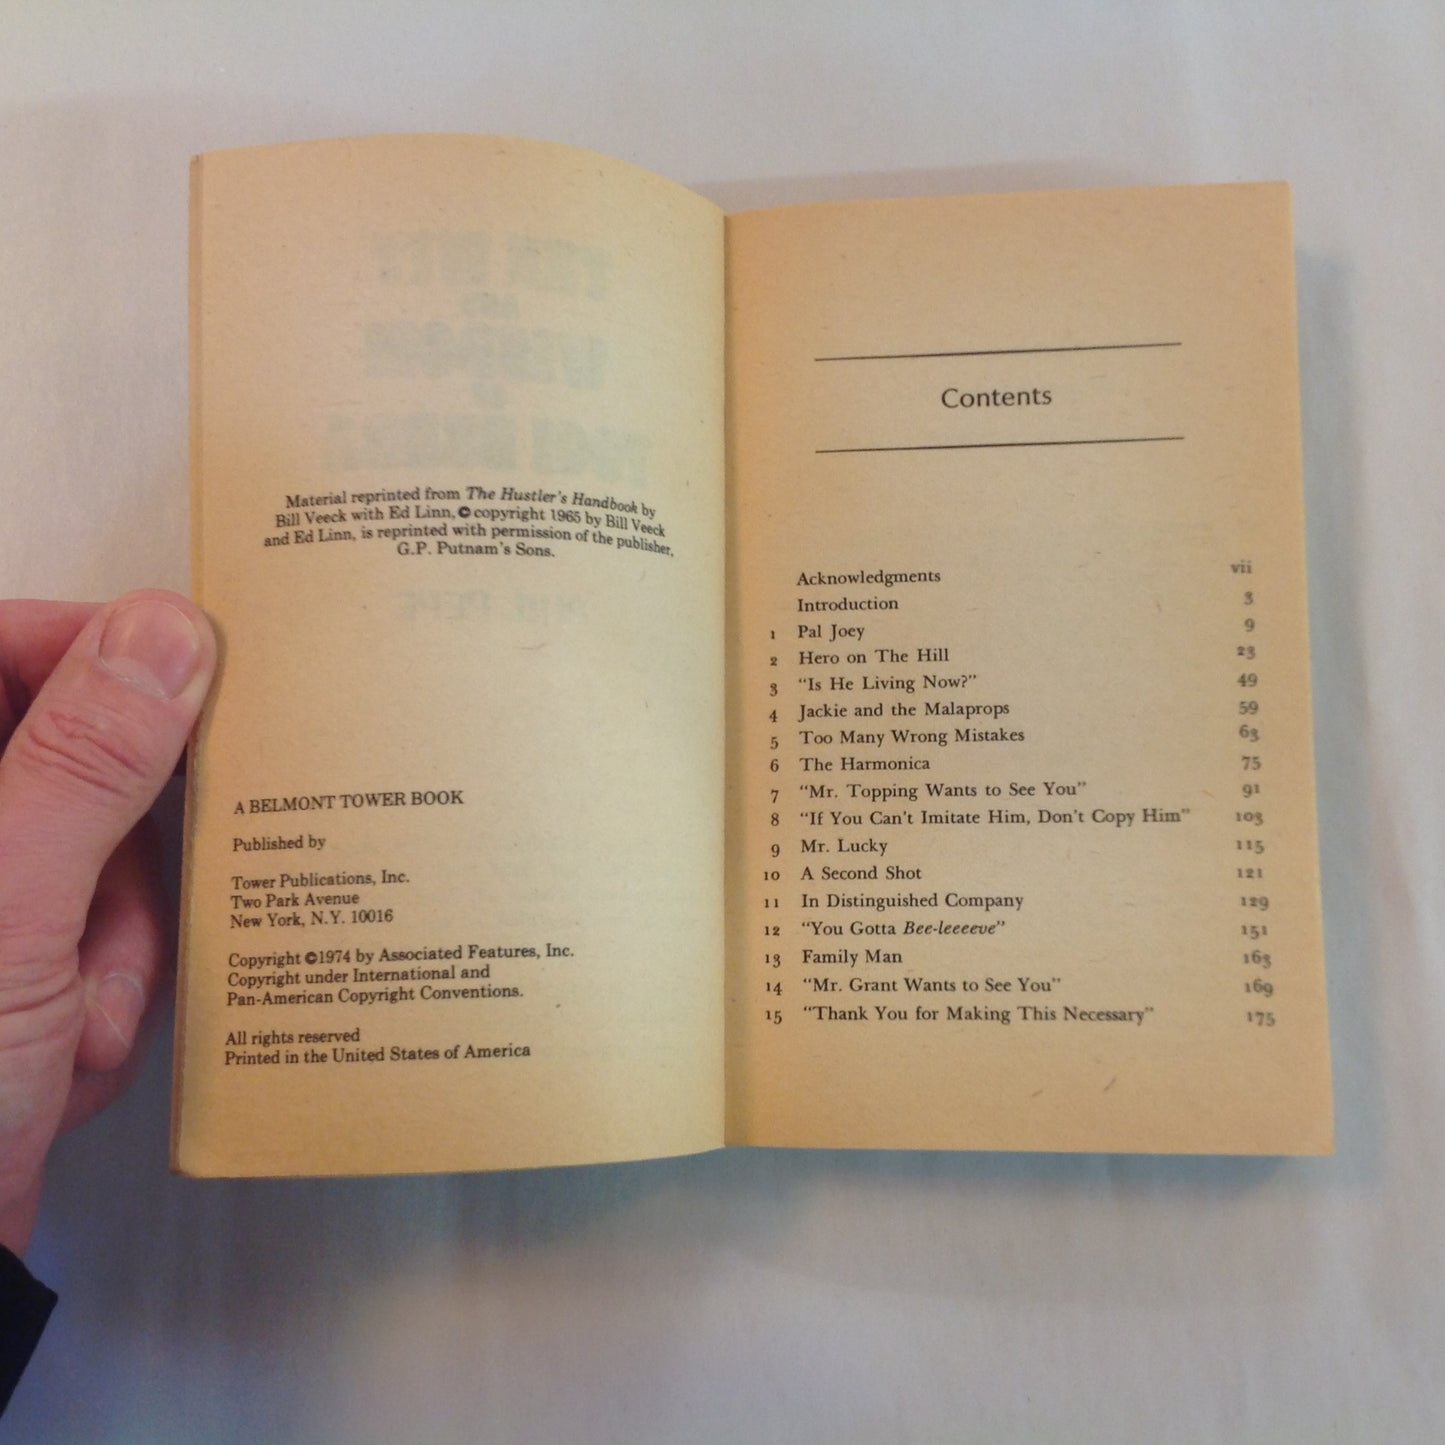 Material reprinted from The Hustler's Handbook by
Bill Veeck with Ed Linn, © copyright 1965 by Bill Veeck
and Ed Linn, is reprinted with permission of the publisher,
G.P. Putnam's Sons.
A BELMONT TOWER BOOK
Published by
Tower Publications, Inc.
Two Park Avenue
New York, N.Y. 10016
Copyright ©1974 by Associated Features, Inc.
Copyright under International and
Pan-American Copyright Conventions.
All rights reserved
Printed in the United States of America
Contents
Acknowledgments vii
Introduction 3
1 Pal Joey 9
2 Hero on The Hill 23
3 "Is He Living Now?" 49
4 Jackie and the Malaprops 59
5 Too Many Wrong Mistakes 63
6 The Harmonica 75
7 "Mr. Topping Wants to See You" 91
8 "If You Can't Imitate Him, Don't Copy Him" 103
9 Mr. Lucky 115
10 A Second Shot 121
11 In Distinguished Company 129
12 "You Gotta Bee-leeeeve" 151
13 Family Man 163
14 "Mr. Grant Wants to See You" 169
15 "Thank You for Making This Necessary" 175